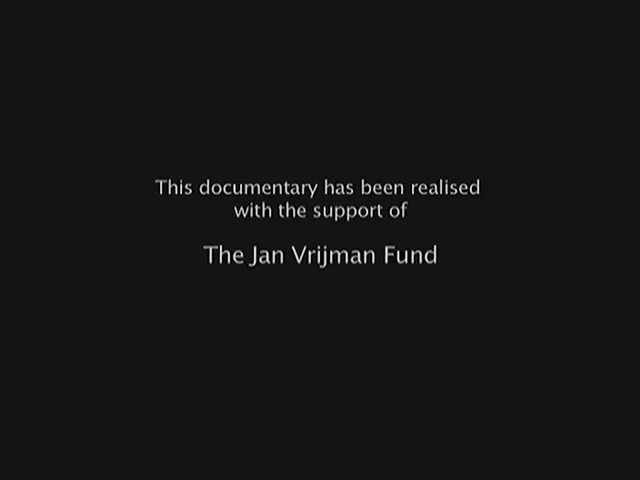 This documentary has been realised
with the support of
The Jan Vrijman Fund